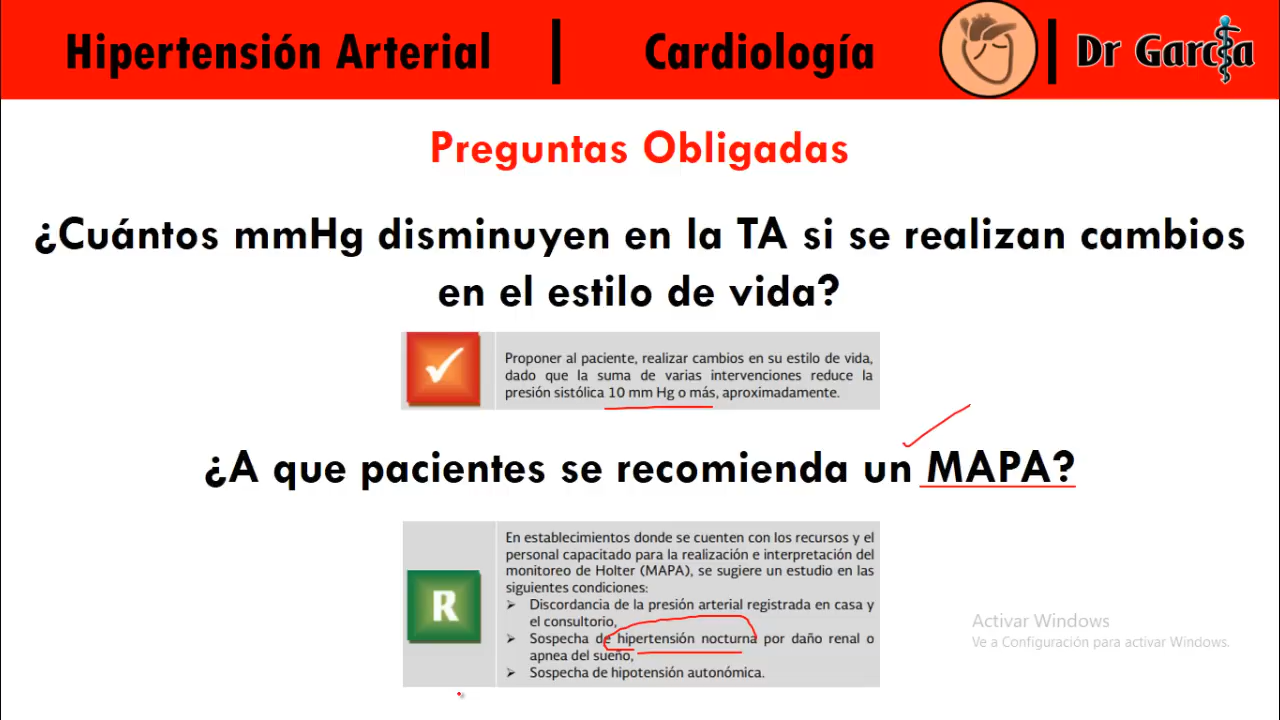 Hipertensión Arterial | Cardiología | Dr García
Preguntas Obligadas
¿Cuántos mmHg disminuyen en la TA si se realizan cambios
en el estilo de vida?
Proponer al paciente, realizar cambios en su estilo de vida,
dado que la suma de varias intervenciones reduce la
presión sistólica 10 mm Hg o más, aproximadamente.
¿A que pacientes se recomienda un MAPA?
R
En establecimientos donde se cuenten con los recursos y el
personal capacitado para la realización e interpretación del
monitoreo de Holter (MAPA), se sugiere un estudio en las
siguientes condiciones:
➢ Discordancia de la presión arterial registrada en casa y
el consultorio,
➢ Sospecha de hipertensión nocturna por daño renal o
apnea del sueño,
➢ Sospecha de hipotensión autonómica.
Activar Windows
Ve a Configuración para activar Windows.